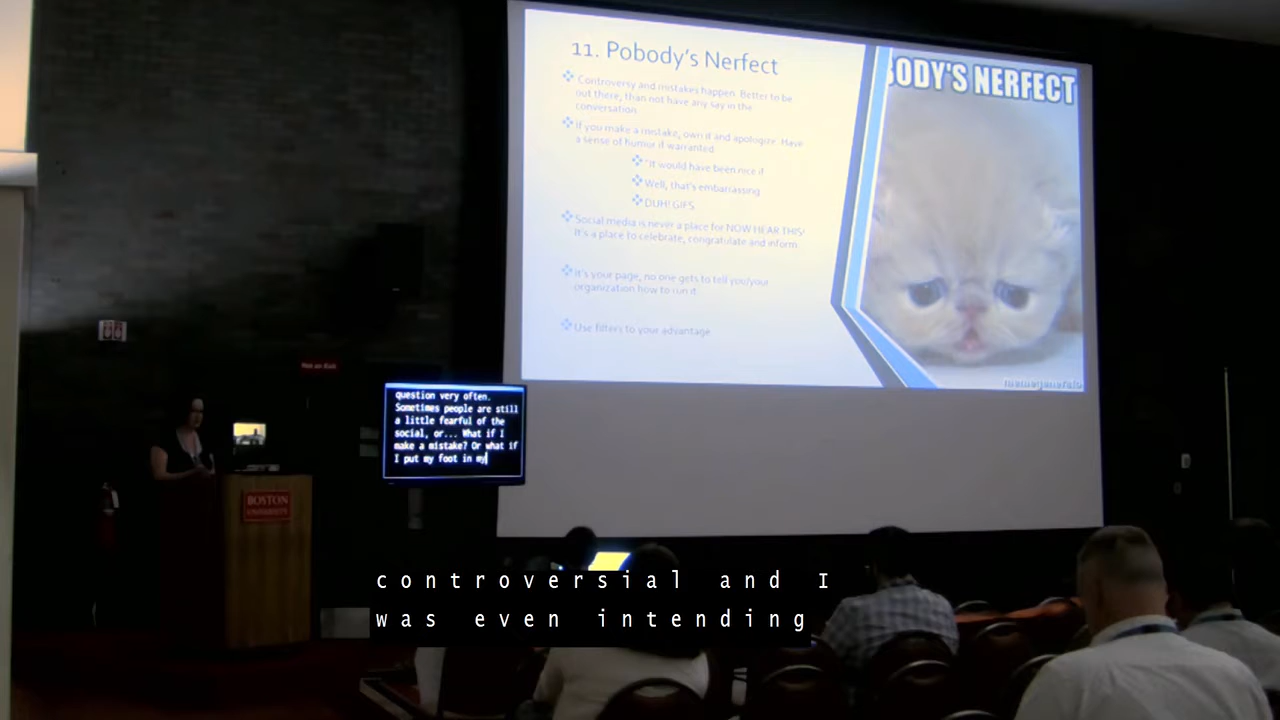 11. Pobody's Nerfect
Controversy and mistakes happen. Better to be
out there, than not have any say in the
conversation.
If you make a mistake, own it and apologize. Have
a sense of humor if warranted.
"It would have been nice if
Well, that's embarrassing
DUH! GIFS
Social media is never a place for NOW HEAR THIS!
It's a place to celebrate, congratulate and inform.
It's your page, no one gets to tell you/your
organization how to run it.
Use filters to your advantage
BODY'S NERFECT
question very often.
Sometimes people are still
a little fearful of the
social, or... What if I
make a mistake? Or what if
I put my foot in my
BOSTON
UNIVERSITY
controversial and I
was even intending